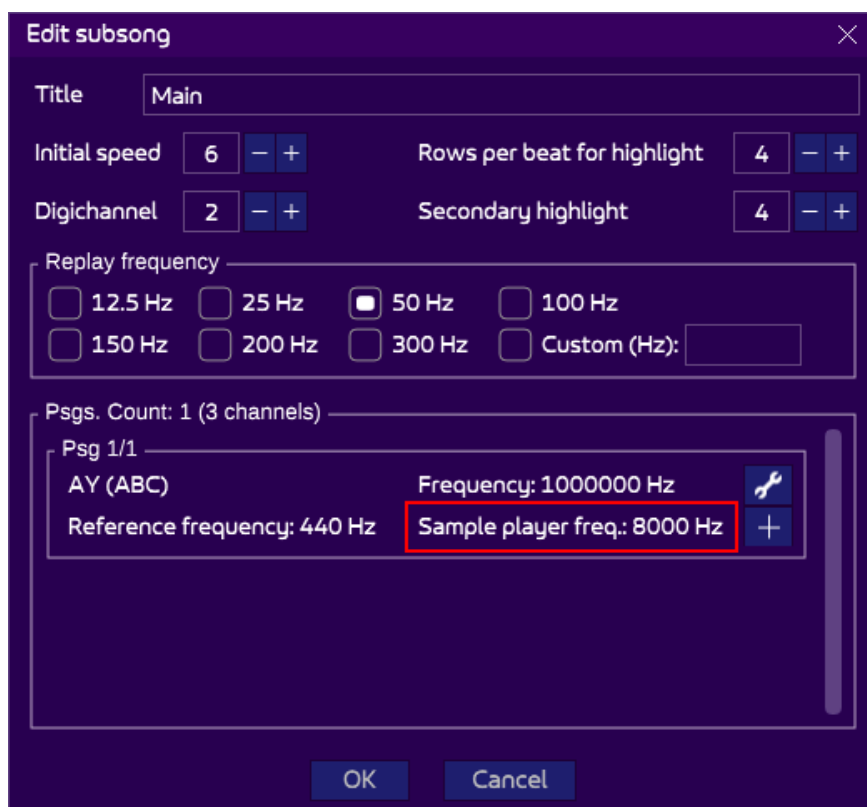 Edit subsong
Title Main
Initial speed 6 − + Rows per beat for highlight 4 − +
Digichannel 2 − + Secondary highlight 4 − +
Replay frequency
12.5 Hz 25 Hz 50 Hz 100 Hz
150 Hz 200 Hz 300 Hz Custom (Hz):
Psgs. Count: 1 (3 channels)
Psg 1/1
AY (ABC) Frequency: 1000000 Hz
Reference frequency: 440 Hz Sample player freq.: 8000 Hz +
OK Cancel